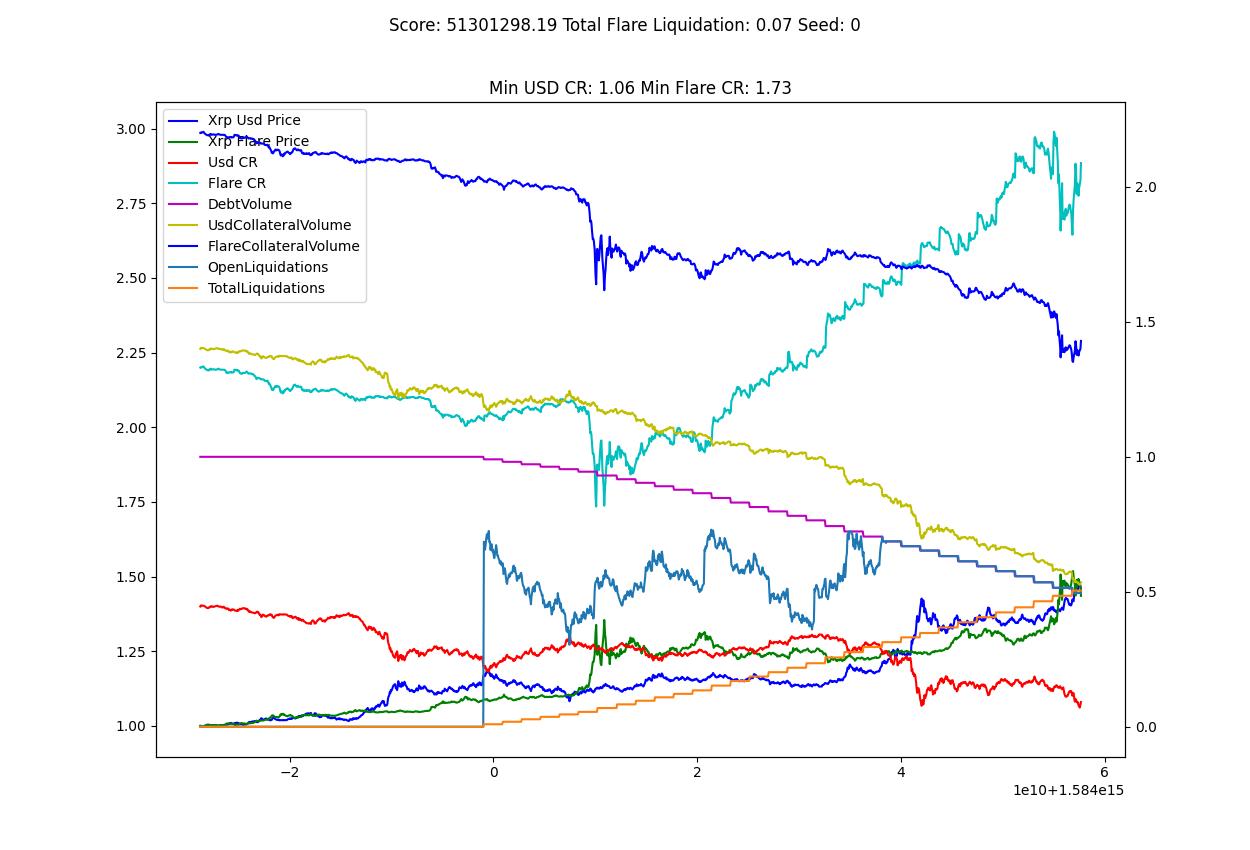 Score: 51301298.19 Total Flare Liquidation: 0.07 Seed: 0
Min USD CR: 1.06 Min Flare CR: 1.73
Xrp Usd Price
Xrp Flare Price
Usd CR
Flare CR
DebtVolume
UsdCollateralVolume
FlareCollateralVolume
OpenLiquidations
TotalLiquidations
3.00
2.75
2.50
2.25
2.00
1.75
1.50
1.25
1.00
2.0
1.5
1.0
0.5
0.0
−2
0
2
4
6
1e10+1.584e15